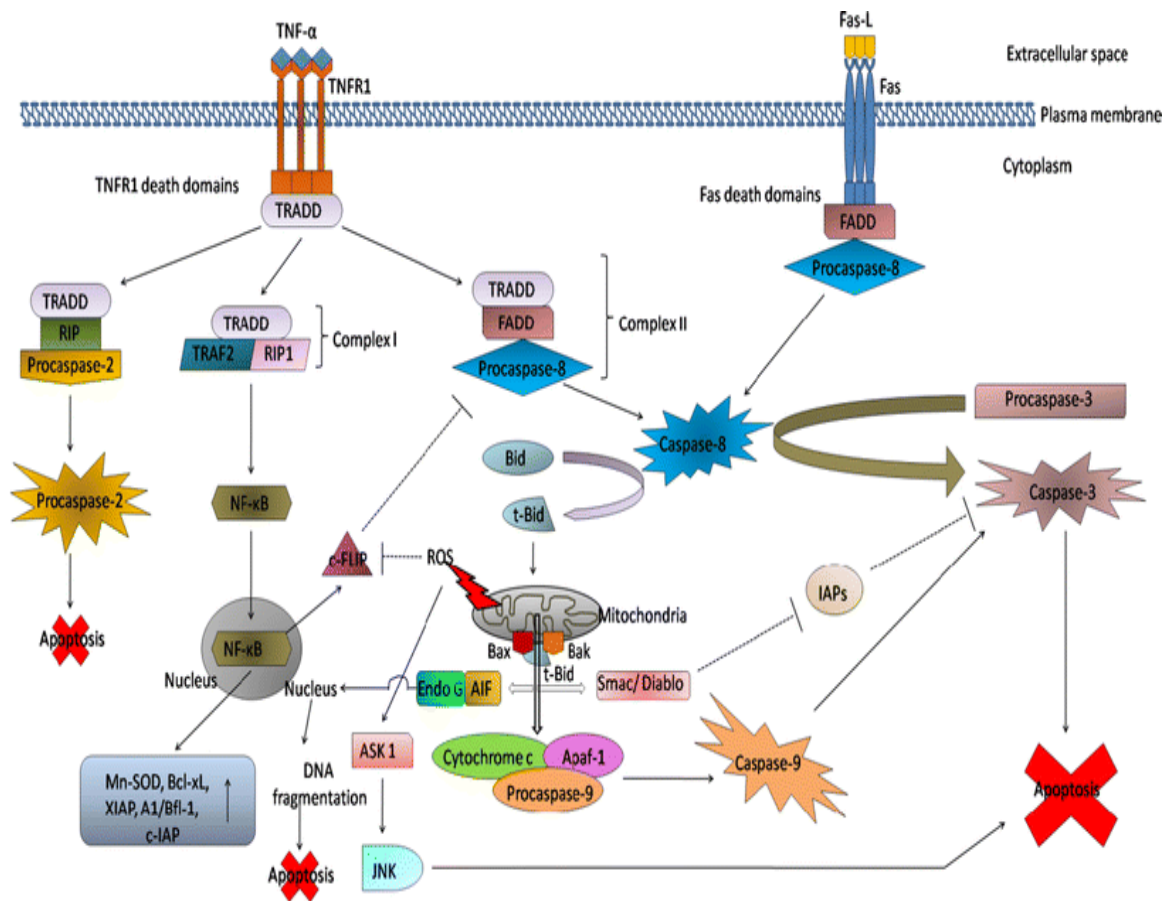 TNF-α
TNFR1
Fas-L
Extracellular space
Fas
Plasma membrane
Cytoplasm
TNFR1 death domains
TRADD
Fas death domains
FADD
Procaspase-8
TRADD
RIP
Procaspase-2
TRADD
TRAF2
RIP1
Complex I
TRADD
FADD
Procaspase-8
Complex II
Procaspase-3
Caspase-8
Bid
t-Bid
Caspase-3
Procaspase-2
NF-κB
c-FLIP
ROS
IAPs
Mitochondria
Apoptosis
NF-κB
Nucleus
Bax
Bak
t-Bid
Nucleus
Endo G
AIF
Smac/ Diablo
ASK 1
Cytochrome c
Apaf-1
Procaspase-9
Caspase-9
Mn-SOD, Bcl-xL,
XIAP, A1/Bfl-1,
c-IAP
DNA
fragmentation
Apoptosis
JNK
Apoptosis